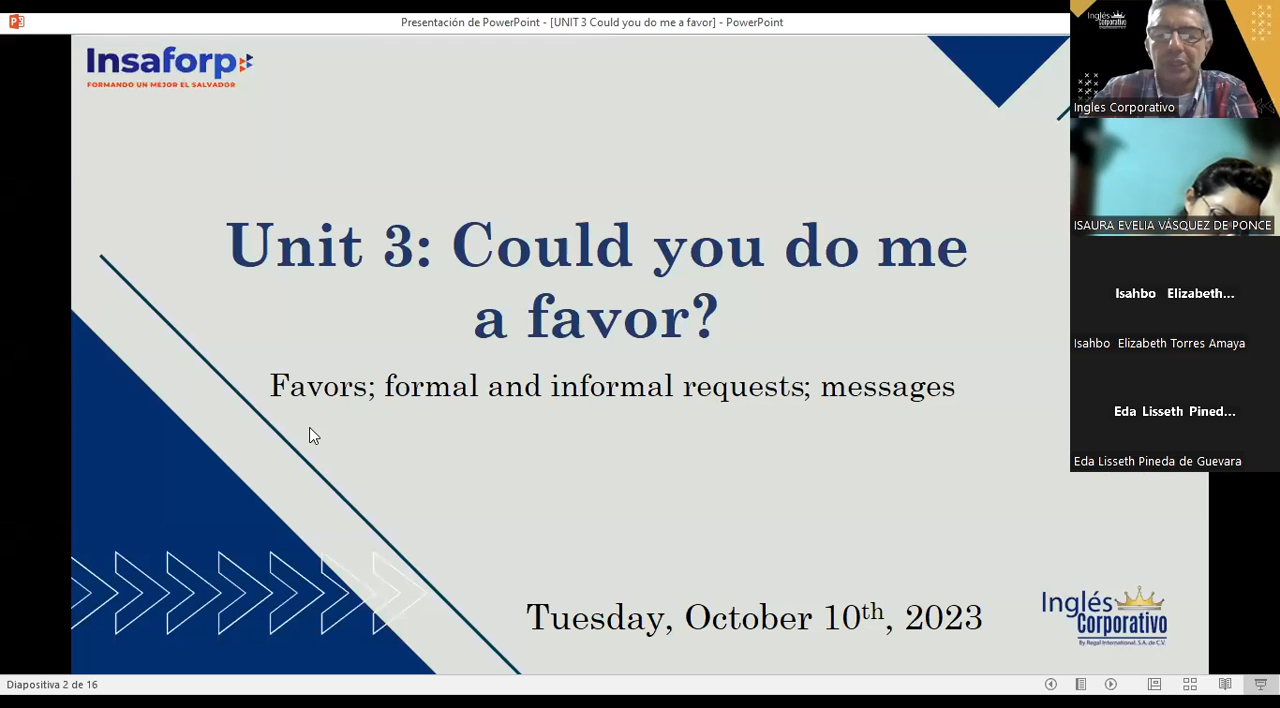 Presentación de PowerPoint - [UNIT 3 Could you do me a favor] - PowerPoint
Insaforp
FORMANDO UN MEJOR EL SALVADOR
Unit 3: Could you do me
a favor?
Favors; formal and informal requests; messages
Tuesday, October 10th, 2023
Inglés
Corporativo
By Regal International, S.A. de C.V.
Diapositiva 2 de 16
Inglés
Corporativo
Ingles Corporativo
ISAURA EVELIA VÁSQUEZ DE PONCE
Isahbo Elizabeth...
Isahbo Elizabeth Torres Amaya
Eda Lisseth Pined...
Eda Lisseth Pineda de Guevara